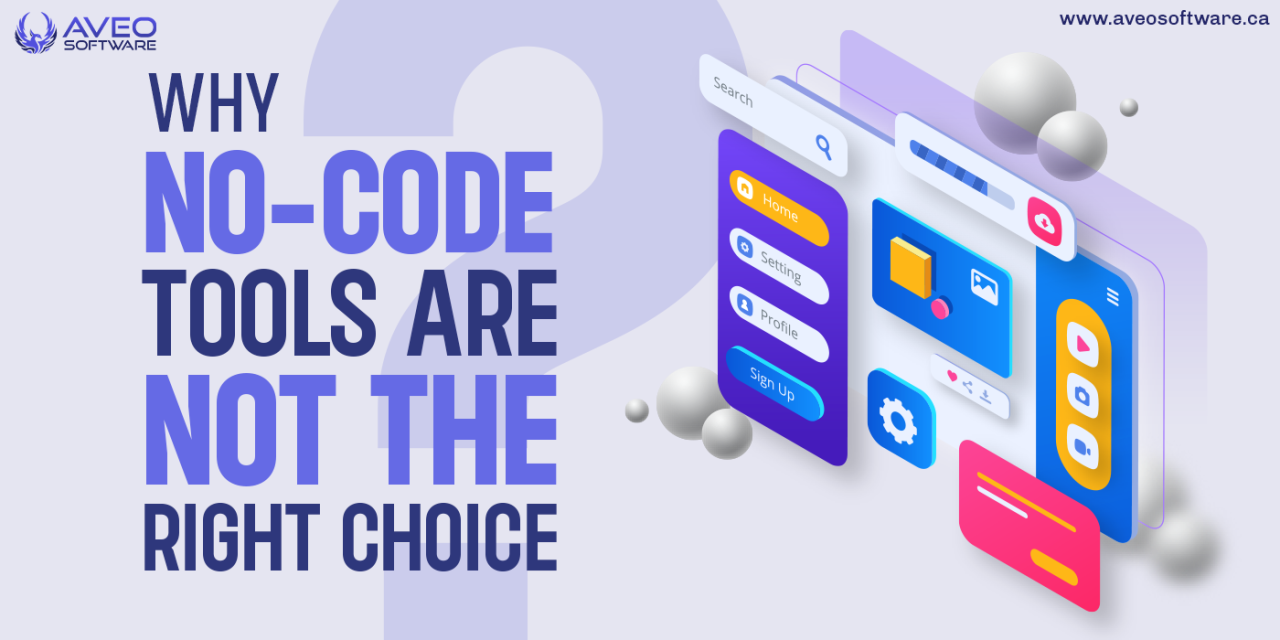 AVEO
SOFTWARE
www.aveosoftware.ca
WHY
NO-CODE
TOOLS ARE
NOT THE
RIGHT CHOICE
Search
Home
Setting
Profile
Sign Up